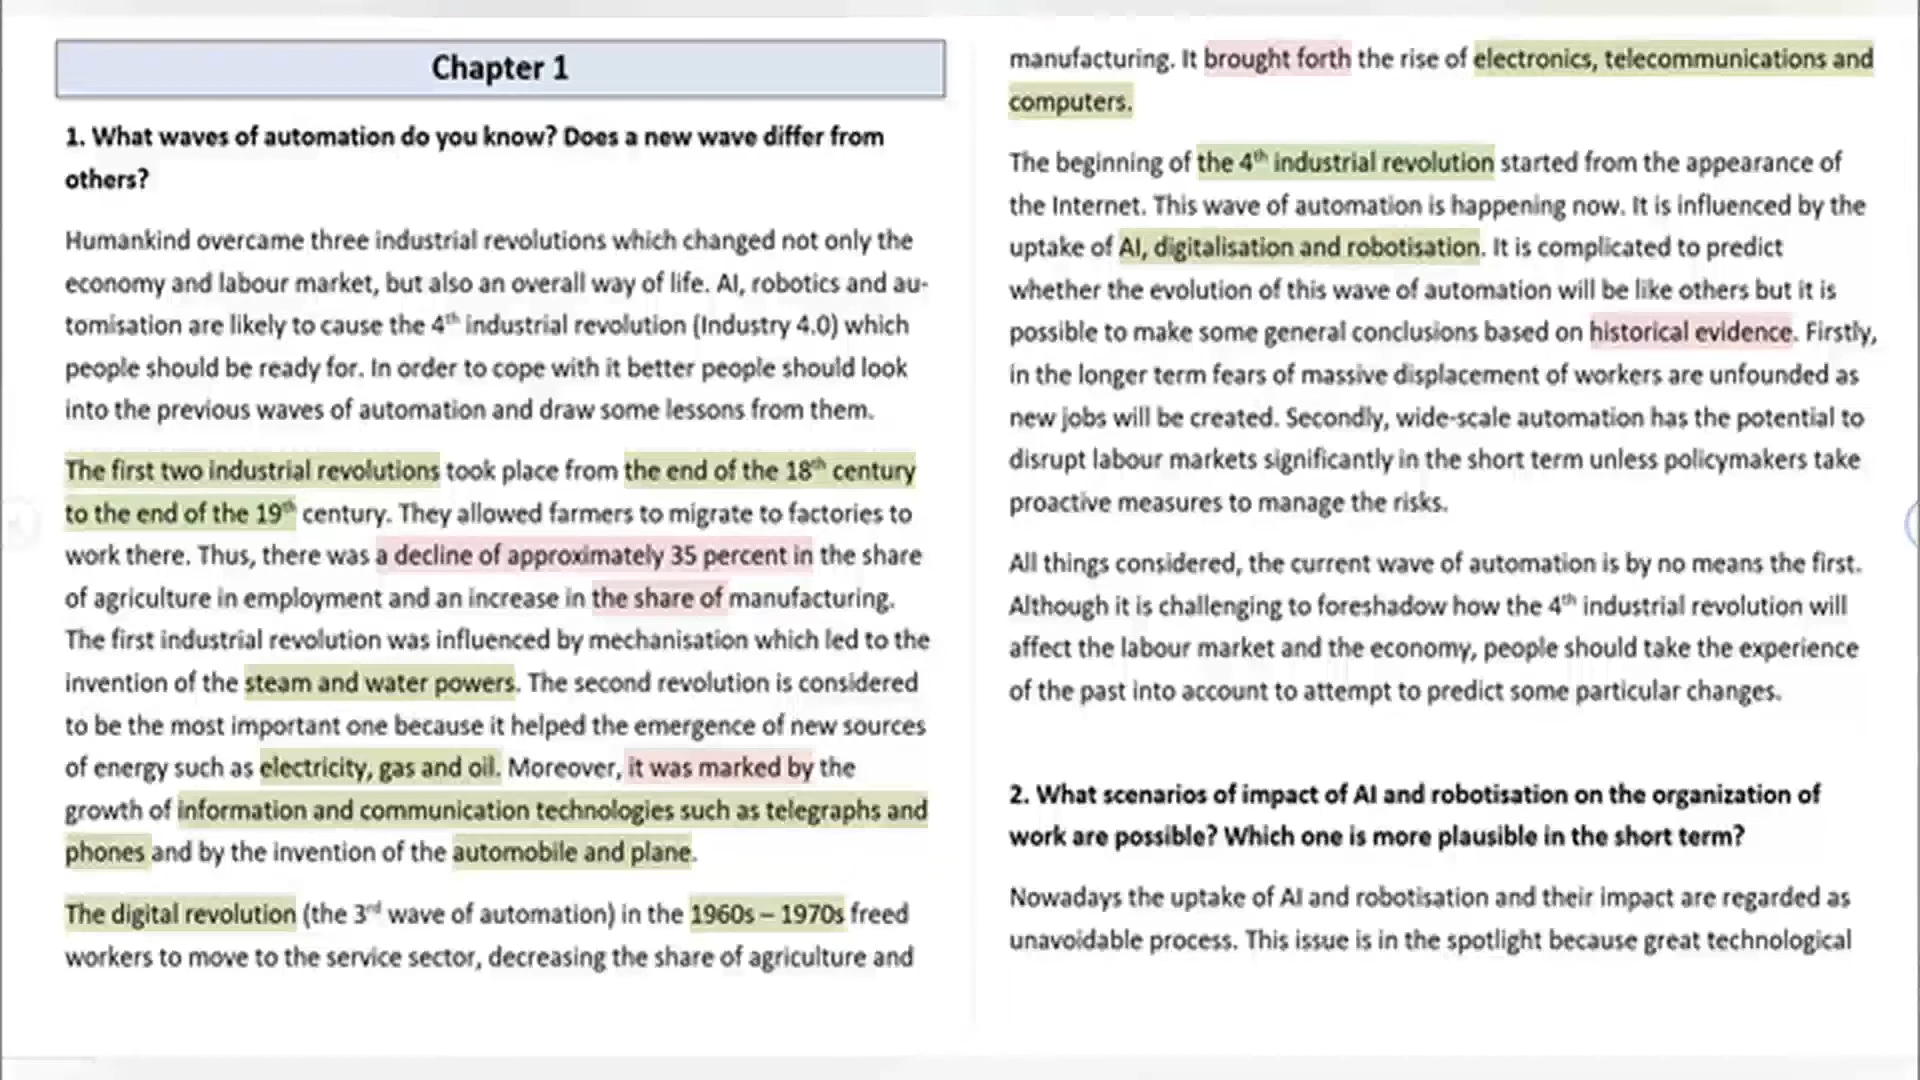 Chapter 1
1. What waves of automation do you know? Does a new wave differ from
others?
Humankind overcame three industrial revolutions which changed not only the
economy and labour market, but also an overall way of life. AI, robotics and au-
tomisation are likely to cause the 4th industrial revolution (Industry 4.0) which
people should be ready for. In order to cope with it better people should look
into the previous waves of automation and draw some lessons from them.
The first two industrial revolutions took place from the end of the 18th century
to the end of the 19th century. They allowed farmers to migrate to factories to
work there. Thus, there was a decline of approximately 35 percent in the share
of agriculture in employment and an increase in the share of manufacturing.
The first industrial revolution was influenced by mechanisation which led to the
invention of the steam and water powers. The second revolution is considered
to be the most important one because it helped the emergence of new sources
of energy such as electricity, gas and oil. Moreover, it was marked by the
growth of information and communication technologies such as telegraphs and
phones and by the invention of the automobile and plane.
The digital revolution (the 3rd wave of automation) in the 1960s – 1970s freed
workers to move to the service sector, decreasing the share of agriculture and
manufacturing. It brought forth the rise of electronics, telecommunications and
computers.
The beginning of the 4th industrial revolution started from the appearance of
the Internet. This wave of automation is happening now. It is influenced by the
uptake of AI, digitalisation and robotisation. It is complicated to predict
whether the evolution of this wave of automation will be like others but it is
possible to make some general conclusions based on historical evidence. Firstly,
in the longer term fears of massive displacement of workers are unfounded as
new jobs will be created. Secondly, wide-scale automation has the potential to
disrupt labour markets significantly in the short term unless policymakers take
proactive measures to manage the risks.
All things considered, the current wave of automation is by no means the first.
Although it is challenging to foreshadow how the 4th industrial revolution will
affect the labour market and the economy, people should take the experience
of the past into account to attempt to predict some particular changes.
2. What scenarios of impact of AI and robotisation on the organization of
work are possible? Which one is more plausible in the short term?
Nowadays the uptake of AI and robotisation and their impact are regarded as
unavoidable process. This issue is in the spotlight because great technological